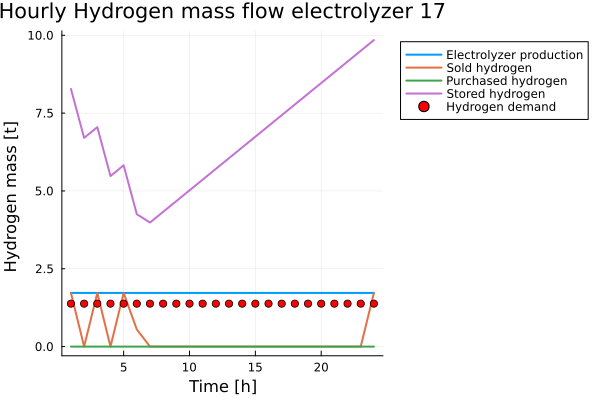 Hourly Hydrogen mass flow electrolyzer 17
Hydrogen mass [t]
10.0
7.5
5.0
2.5
0.0
5
10
15
20
Time [h]
Electrolyzer production
Sold hydrogen
Purchased hydrogen
Stored hydrogen
Hydrogen demand